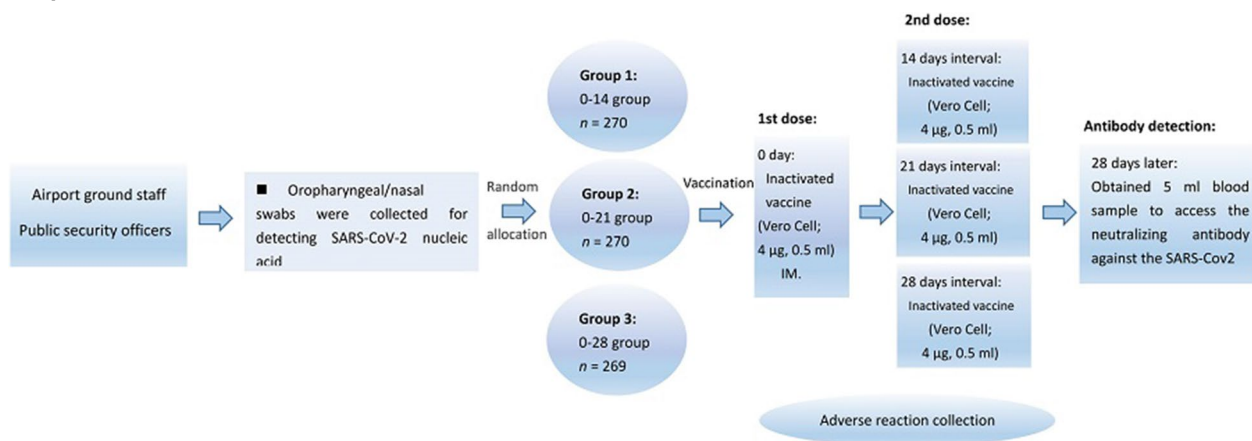 Airport ground staff
Public security officers
■ Oropharyngeal/nasal
swabs were collected for
detecting SARS-CoV-2 nucleic
acid
Random
allocation
Group 1:
0-14 group
n = 270
Group 2:
0-21 group
n = 270
Group 3:
0-28 group
n = 269
Vaccination
1st dose:
0 day:
Inactivated
vaccine
(Vero Cell;
4 µg, 0.5 ml)
IM.
2nd dose:
14 days interval:
Inactivated vaccine
(Vero Cell;
4 µg, 0.5 ml)
21 days interval:
Inactivated vaccine
(Vero Cell;
4 µg, 0.5 ml)
28 days interval:
Inactivated vaccine
(Vero Cell;
4 µg, 0.5 ml)
Antibody detection:
28 days later:
Obtained 5 ml blood
sample to access the
neutralizing antibody
against the SARS-Cov2
Adverse reaction collection